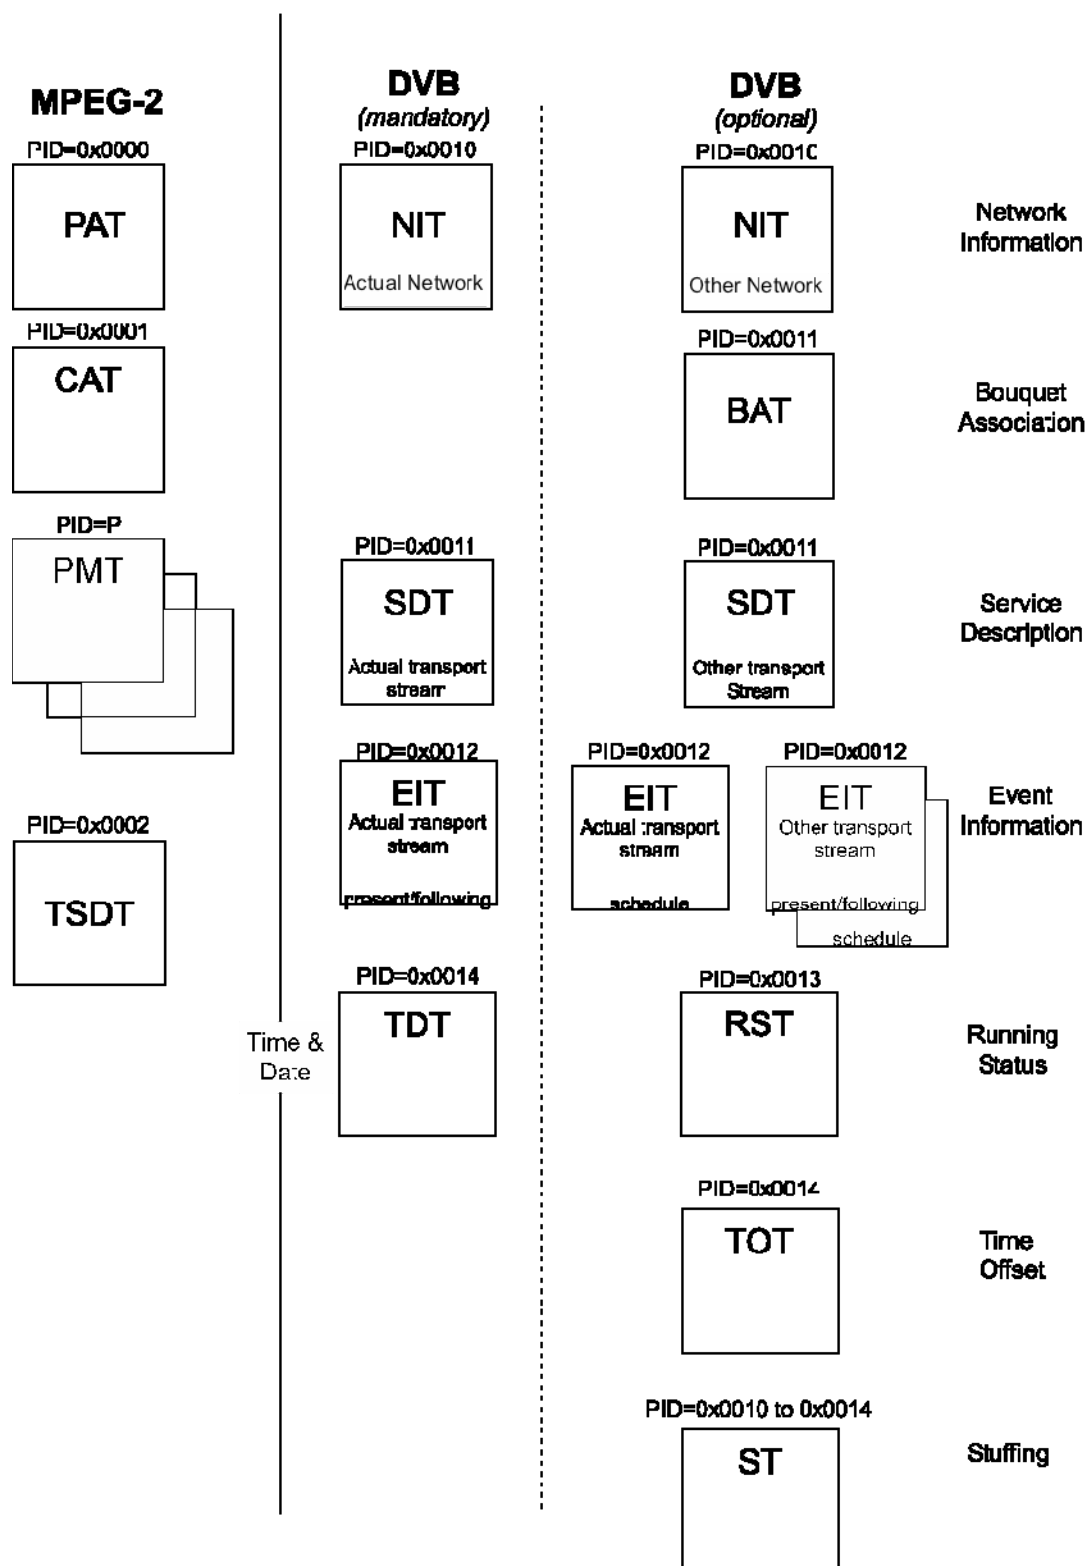 MPEG-2
DVB
(mandatory)
DVB
(optional)
PID=0x0000
PAT
PID=0x0010
NIT
Actual Network
PID=0x0010
NIT
Other Network
Network
Information
PID=0x0001
CAT
PID=0x0011
BAT
Bouquet
Association
PID=P
PMT
PID=0x0011
SDT
Actual transport
stream
PID=0x0011
SDT
Other transport
Stream
Service
Description
PID=0x0002
TSDT
PID=0x0012
EIT
Actual transport
stream
present/following
PID=0x0012
EIT
Actual transport
stream
schedule
PID=0x0012
EIT
Other transport
stream
present/following
schedule
Event
Information
Time &
Date
PID=0x0014
TDT
PID=0x0013
RST
Running
Status
PID=0x0014
TOT
Time
Offset
PID=0x0010 to 0x0014
ST
Stuffing